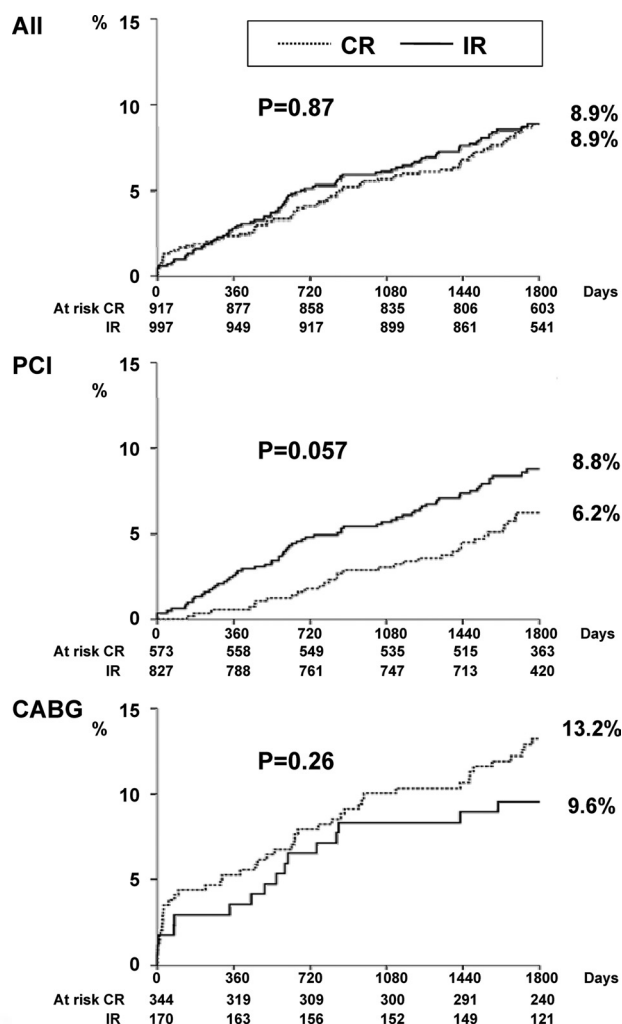 All
%
15
CR IR
P=0.87
10
8.9%
8.9%
5
0
0 360 720 1080 1440 1800 Days
At risk CR 917 877 858 835 806 603
IR 997 949 917 899 861 541
PCI
15
%
P=0.057
10
8.8%
6.2%
5
0
0 360 720 1080 1440 1800 Days
At risk CR 573 558 549 535 515 363
IR 827 788 761 747 713 420
CABG
15
%
13.2%
P=0.26
10
9.6%
5
0
0 360 720 1080 1440 1800 Days
At risk CR 344 319 309 300 291 240
IR 170 163 156 152 149 121